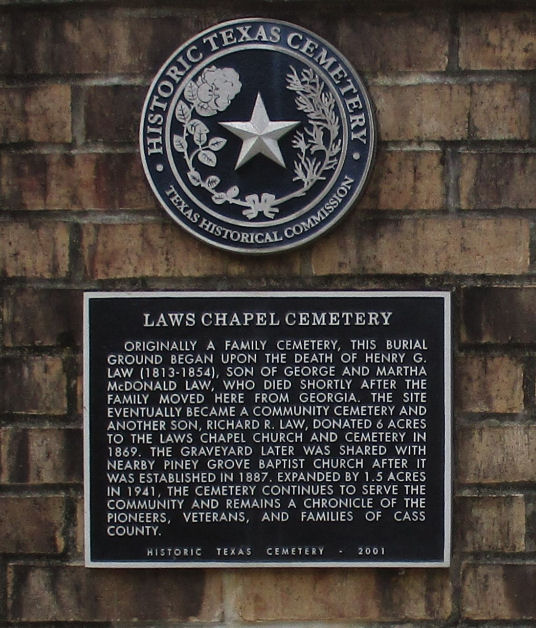 HISTORIC TEXAS CEMETERY
TEXAS HISTORICAL COMMISSION
LAWS CHAPEL CEMETERY
ORIGINALLY A FAMILY CEMETERY, THIS BURIAL
GROUND BEGAN UPON THE DEATH OF HENRY G.
LAW (1813-1854), SON OF GEORGE AND MARTHA
McDONALD LAW, WHO DIED SHORTLY AFTER THE
FAMILY MOVED HERE FROM GEORGIA. THE SITE
EVENTUALLY BECAME A COMMUNITY CEMETERY AND
ANOTHER SON, RICHARD R. LAW, DONATED 6 ACRES
TO THE LAWS CHAPEL CHURCH AND CEMETERY IN
1869. THE GRAVEYARD LATER WAS SHARED WITH
NEARBY PINEY GROVE BAPTIST CHURCH AFTER IT
WAS ESTABLISHED IN 1887. EXPANDED BY 1.5 ACRES
IN 1941, THE CEMETERY CONTINUES TO SERVE THE
COMMUNITY AND REMAINS A CHRONICLE OF THE
PIONEERS, VETERANS, AND FAMILIES OF CASS
COUNTY.
HISTORIC TEXAS CEMETERY - 2001